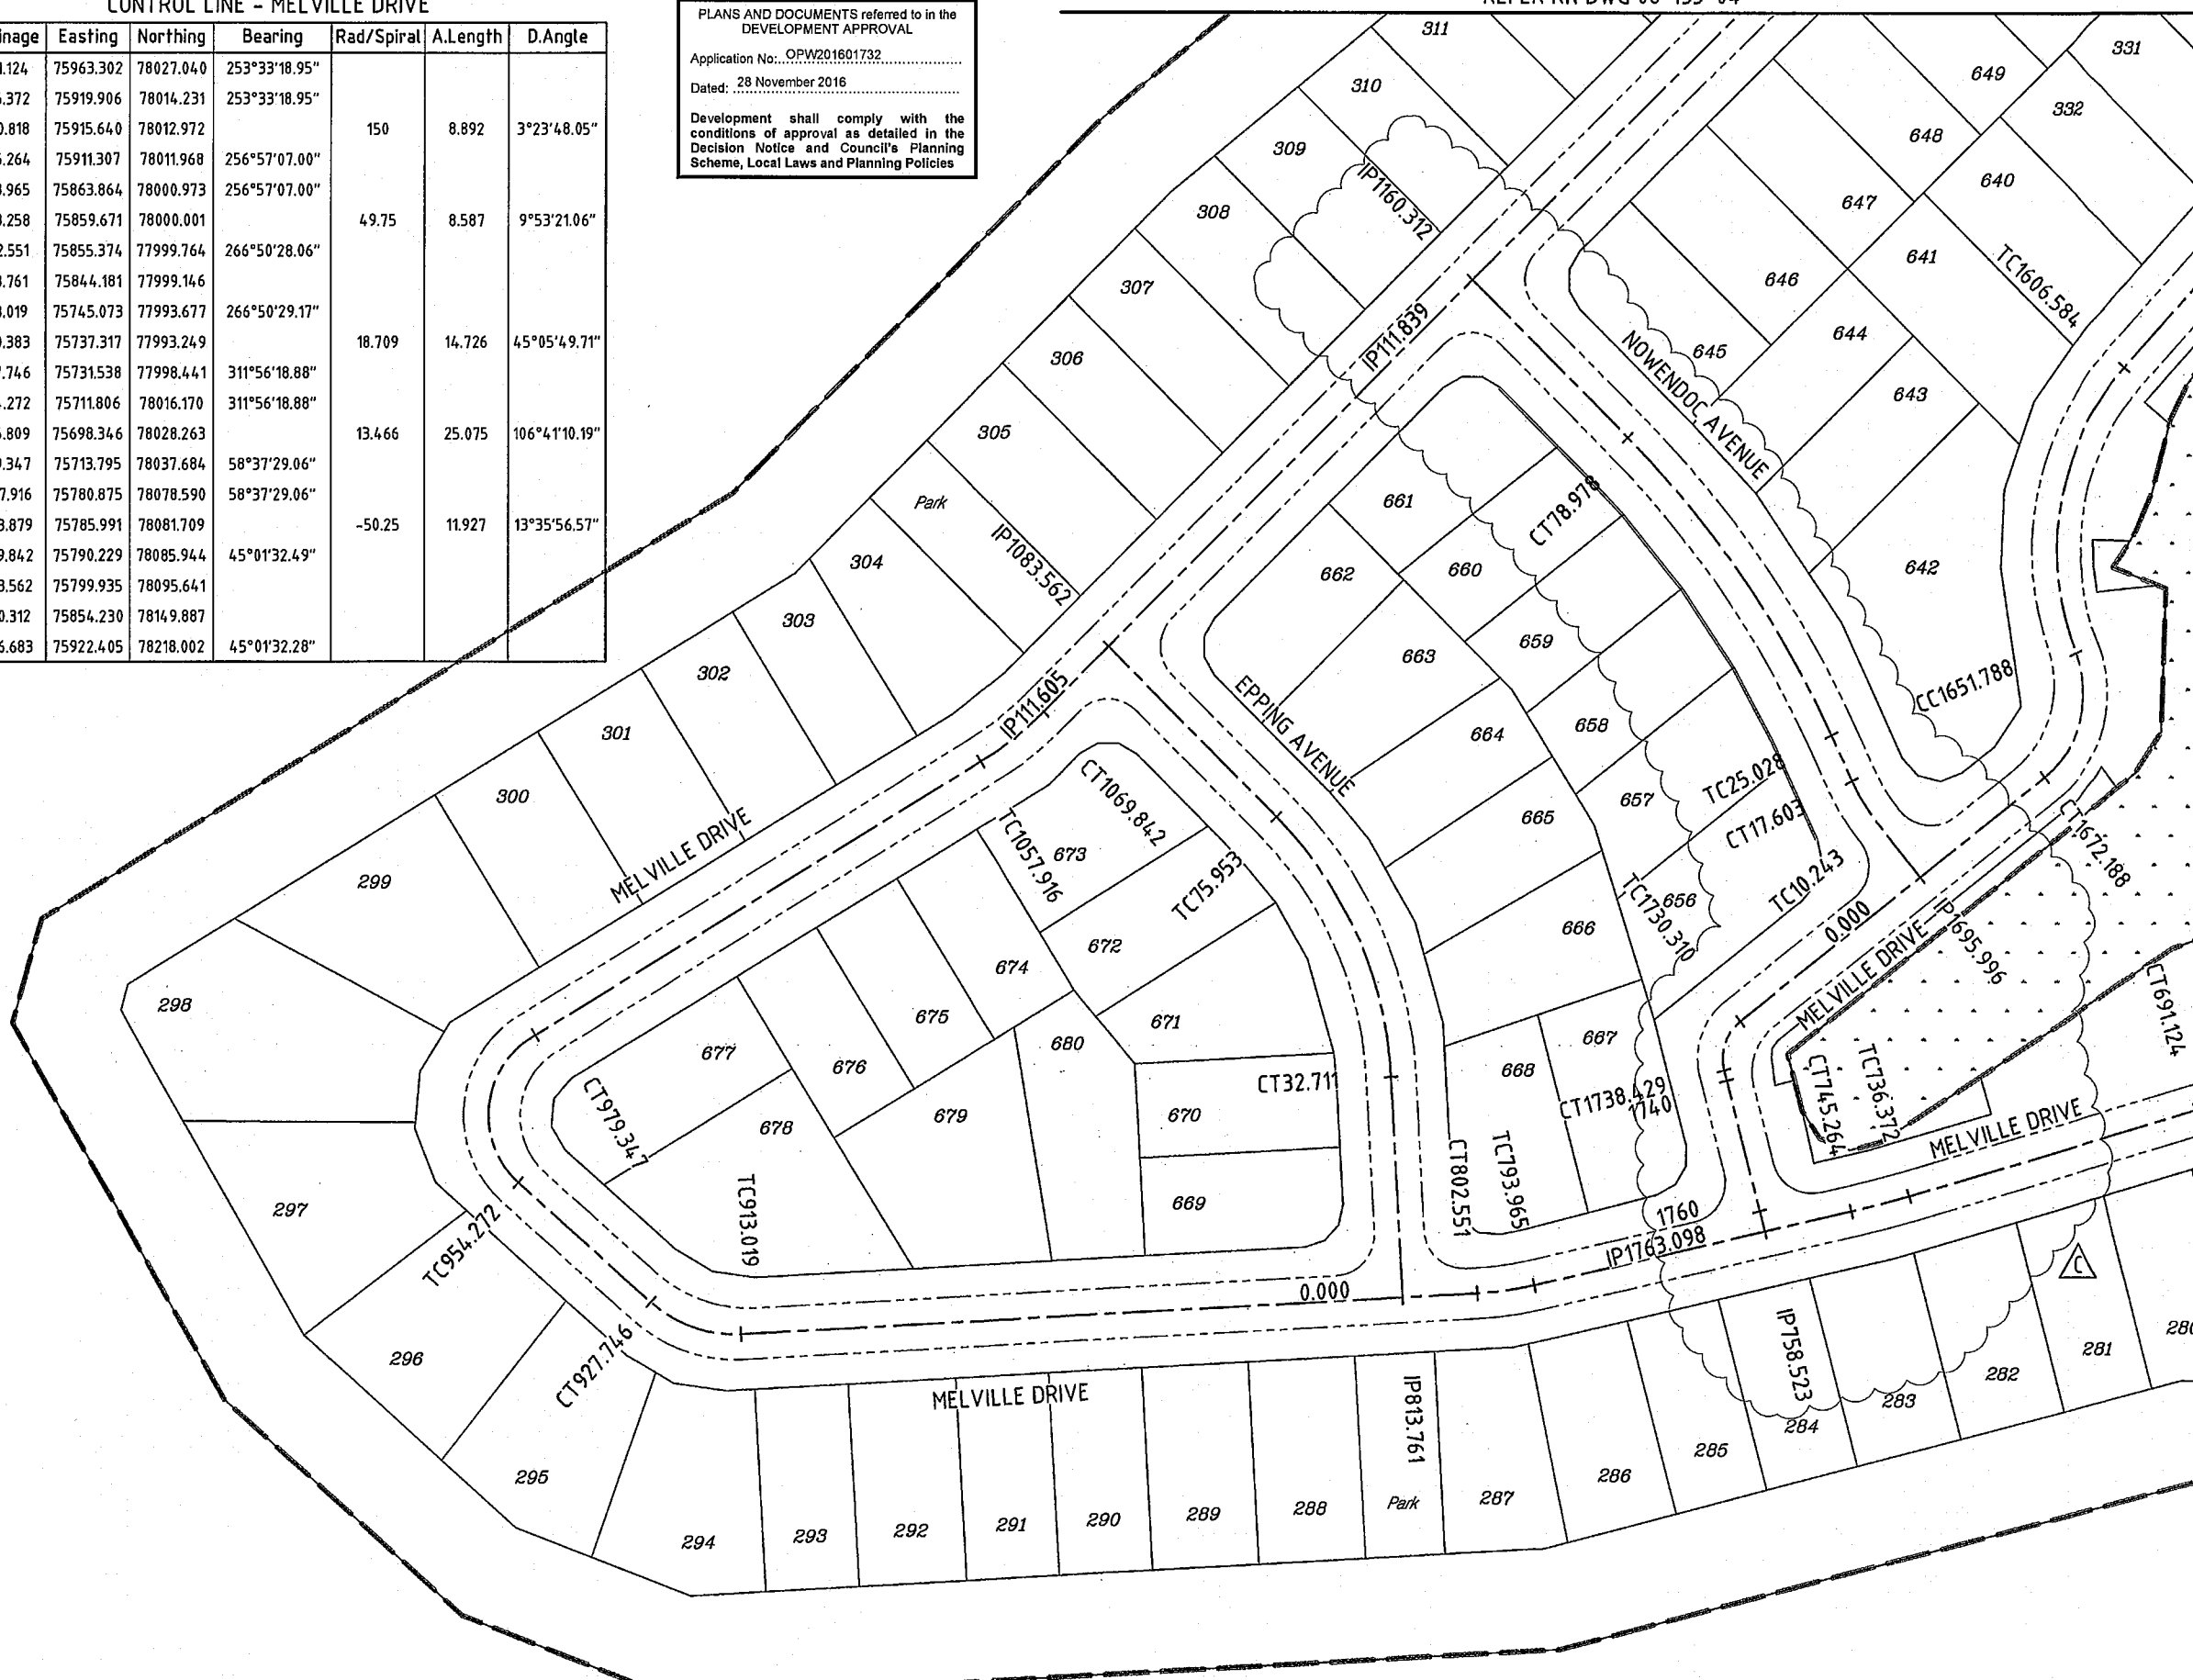 CONTROL LINE - MELVILLE DRIVE
inage Easting Northing Bearing Rad/Spiral A.Length D.Angle
1.124 75963.302 78027.040 253°33'18.95"
.372 75919.906 78014.231 253°33'18.95"
0.818 75915.640 78012.972 150 8.892 3°23'48.05"
.264 75911.307 78011.968 256°57'07.00"
.965 75863.864 78000.973 256°57'07.00"
.258 75859.671 78000.001 49.75 8.587 9°53'21.06"
2.551 75855.374 77999.764 266°50'28.06"
.761 75844.181 77999.146
.019 75745.073 77993.677 266°50'29.17"
.383 75737.317 77993.249 18.709 14.726 45°05'49.71"
.746 75731.538 77998.441 311°56'18.88"
.272 75711.806 78016.170 311°56'18.88"
.809 75698.346 78028.263 13.466 25.075 106°41'10.19"
.347 75713.795 78037.684 58°37'29.06"
7.916 75780.875 78078.590 58°37'29.06"
3.879 75785.991 78081.709 -50.25 11.927 13°35'56.57"
9.842 75790.229 78085.944 45°01'32.49"
3.562 75799.935 78095.641
0.312 75854.230 78149.887
6.683 75922.405 78218.002 45°01'32.28"
PLANS AND DOCUMENTS referred to in the
DEVELOPMENT APPROVAL
Application No: OPW201601732
Dated: 28 November 2016
Development shall comply with the
conditions of approval as detailed in the
Decision Notice and Council's Planning
Scheme, Local Laws and Planning Policies
311
331
649
310
332
648
309
IP1160.312
640
647
308
641
TC1606.584
646
307
IP111.839
644
NOWENDOC AVENUE
645
306
643
305
661
CT78.978
Park
IP1083.562
304
662
660
642
303
659
663
302
CC1651.788
IP111.605
EPPING AVENUE
301
664
658
CT1069.842
TC25.028
300
657
665
TC1057.916
CT17.603
MELVILLE DRIVE
CT1672.188
673
299
TC75.953
TC10.243
656
TC1730.310
0.000
P1695.996
666
672
674
CT691.124
MELVILLE DRIVE
298
675
671
667
680
677
668
676
CT32.711
TC736.372
CT745.264
CT979.347
CT1738.429
1740
679
670
678
MELVILLE DRIVE
CT802.551
TC793.965
669
297
TC913.019
1760
TC954.272
IP1763.098
0.000
IP758.523
C
280
281
296
CT927.746
282
MELVILLE DRIVE
283
IP813.761
284
285
295
286
287
Park
288
289
290
291
292
293
294